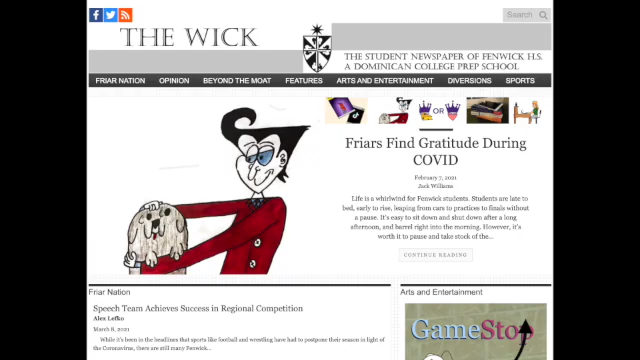 Search
THE WICK
THE STUDENT NEWSPAPER OF FENWICK H.S.
A DOMINICAN COLLEGE PREP SCHOOL
FRIAR NATION OPINION BEYOND THE MOAT FEATURES ARTS AND ENTERTAINMENT DIVERSIONS SPORTS
OR
Friars Find Gratitude During
COVID
February 7, 2021
Jack Williams
Life is a whirlwind for Fenwick students. Students are late to
bed, early to rise, leaping from cars to practices to finals without
a pause. It's easy to sit down and shut down after a long
afternoon, and barrel right into the morning. However, it's
worth it to pause and take stock of the...
CONTINUE READING
Friar Nation
Speech Team Achieves Success in Regional Competition
Alex Lefko
March 8, 2021
While it's been in the headlines that sports like football and wrestling have had to postpone their season in light of
the Coronavirus, there are still many Fenwick...
Arts and Entertainment
GameStop